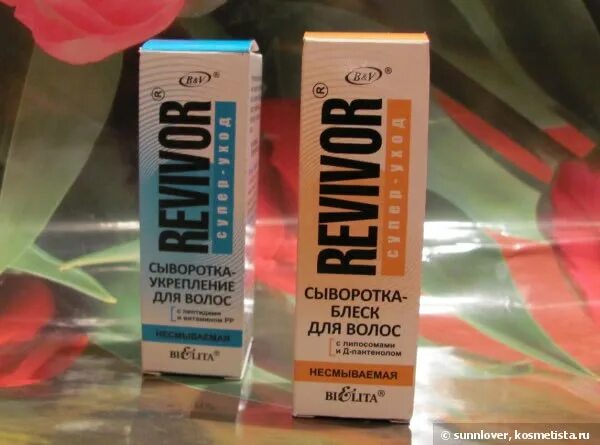 B&V®
REVIVOR®
супер-уход
СЫВОРОТКА-
УКРЕПЛЕНИЕ
ДЛЯ ВОЛОС
с пептидами
и витамином РР
НЕСМЫВАЕМАЯ
BIELITA®
B&V®
REVIVOR®
супер-уход
СЫВОРОТКА-
БЛЕСК
ДЛЯ ВОЛОС
с липосомами
и Д-пантенолом
НЕСМЫВАЕМАЯ
BIELITA®
© sunnlover, kosmetista.ru